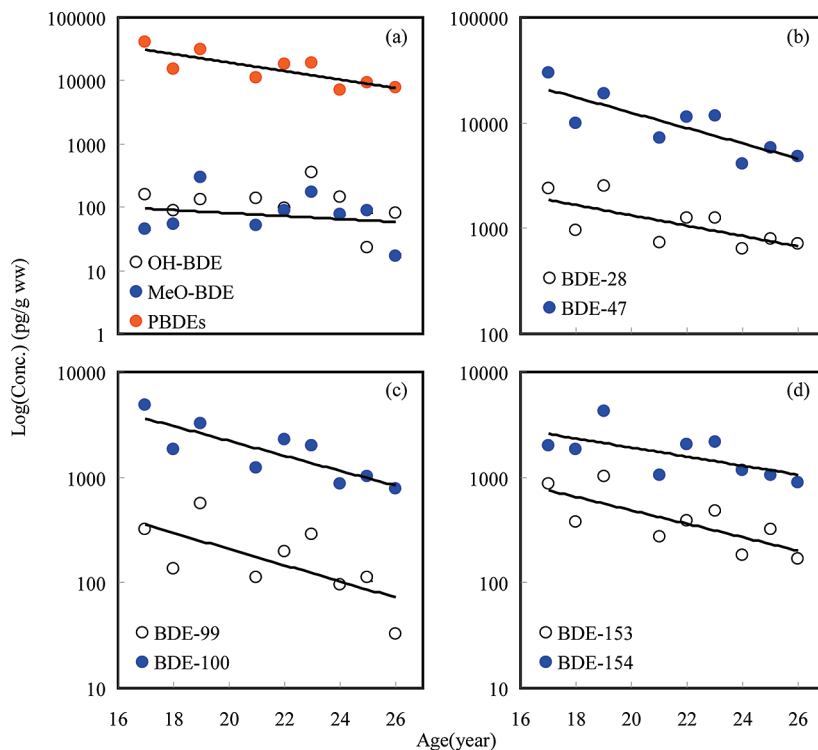 100000
10000
1000
100
10
1
(a)
OH-BDE
MeO-BDE
PBDEs
100000
10000
1000
100
(b)
BDE-28
BDE-47
Log(Conc.) (pg/g ww)
10000
1000
100
10
(c)
BDE-99
BDE-100
16 18 20 22 24 26
10000
1000
100
10
(d)
BDE-153
BDE-154
16 18 20 22 24 26
Age(year)